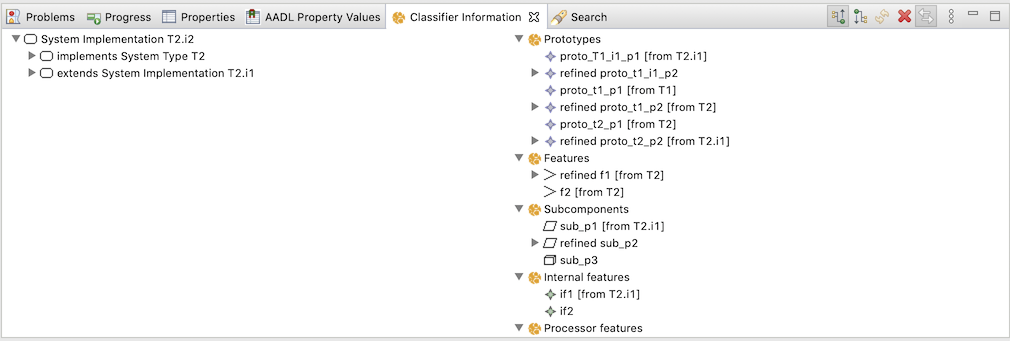 Problems Progress Properties AADL Property Values Classifier Information Search
System Implementation T2.i2
implements System Type T2
extends System Implementation T2.i1
Prototypes
proto_T1_i1_p1 [from T2.i1]
refined proto_t1_i1_p2
proto_t1_p1 [from T1]
refined proto_t1_p2 [from T2]
proto_t2_p1 [from T2]
refined proto_t2_p2 [from T2.i1]
Features
refined f1 [from T2]
f2 [from T2]
Subcomponents
sub_p1 [from T2.i1]
refined sub_p2
sub_p3
Internal features
if1 [from T2.i1]
if2
Processor features